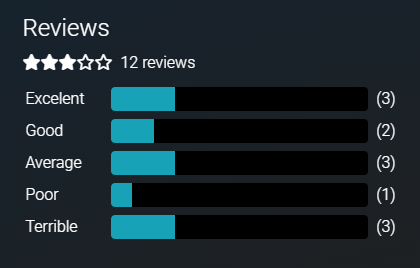 Reviews
12 reviews
Excelent (3)
Good (2)
Average (3)
Poor (1)
Terrible (3)